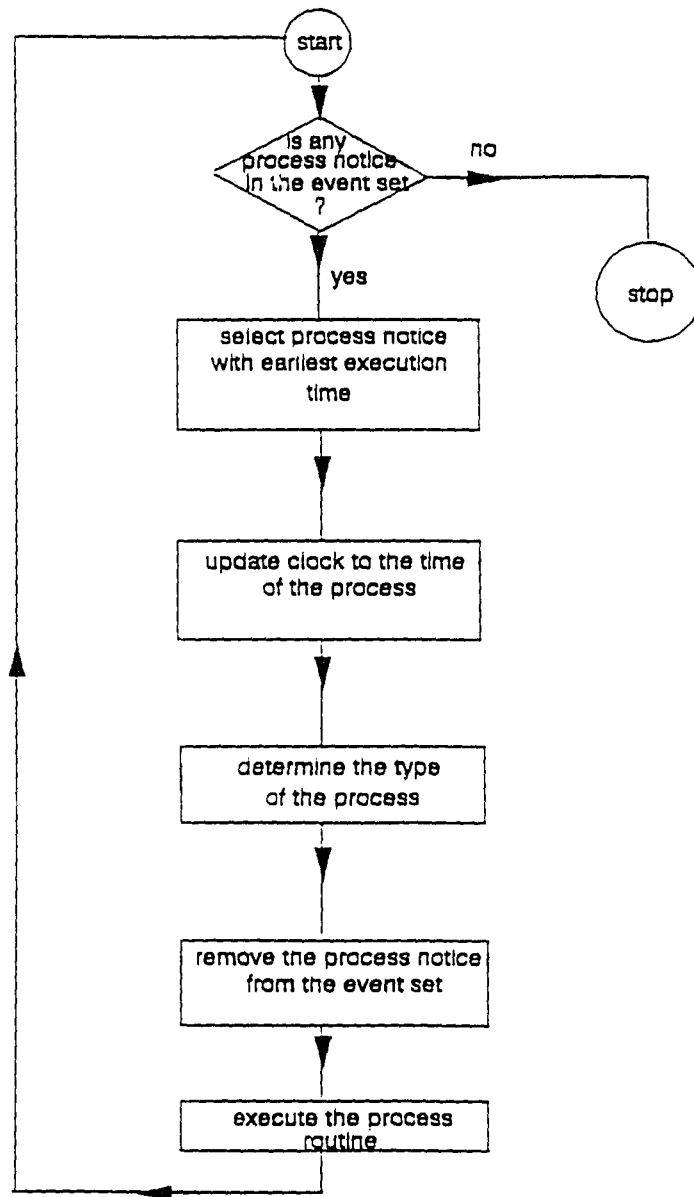 start
is any
process notice
in the event set
?
no
stop
yes
select process notice
with earliest execution
time
update clock to the time
of the process
determine the type
of the process
remove the process notice
from the event set
execute the process
routine